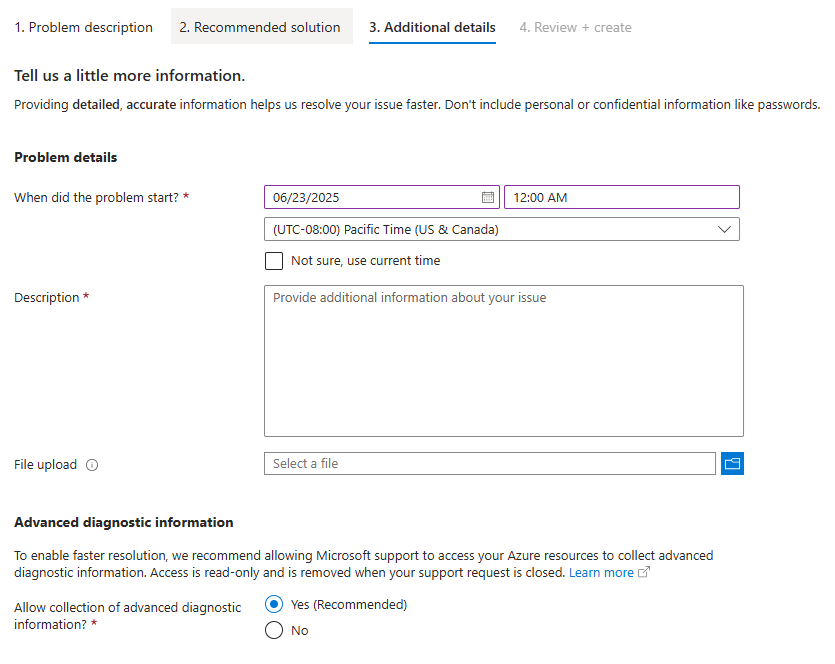 1. Problem description 2. Recommended solution 3. Additional details 4. Review + create
Tell us a little more information.
Providing detailed, accurate information helps us resolve your issue faster. Don't include personal or confidential information like passwords.
Problem details
When did the problem start? * 06/23/2025 12:00 AM
(UTC-08:00) Pacific Time (US & Canada)
Not sure, use current time
Description * Provide additional information about your issue
File upload Select a file
Advanced diagnostic information
To enable faster resolution, we recommend allowing Microsoft support to access your Azure resources to collect advanced
diagnostic information. Access is read-only and is removed when your support request is closed. Learn more
Allow collection of advanced diagnostic
information? *
Yes (Recommended)
No